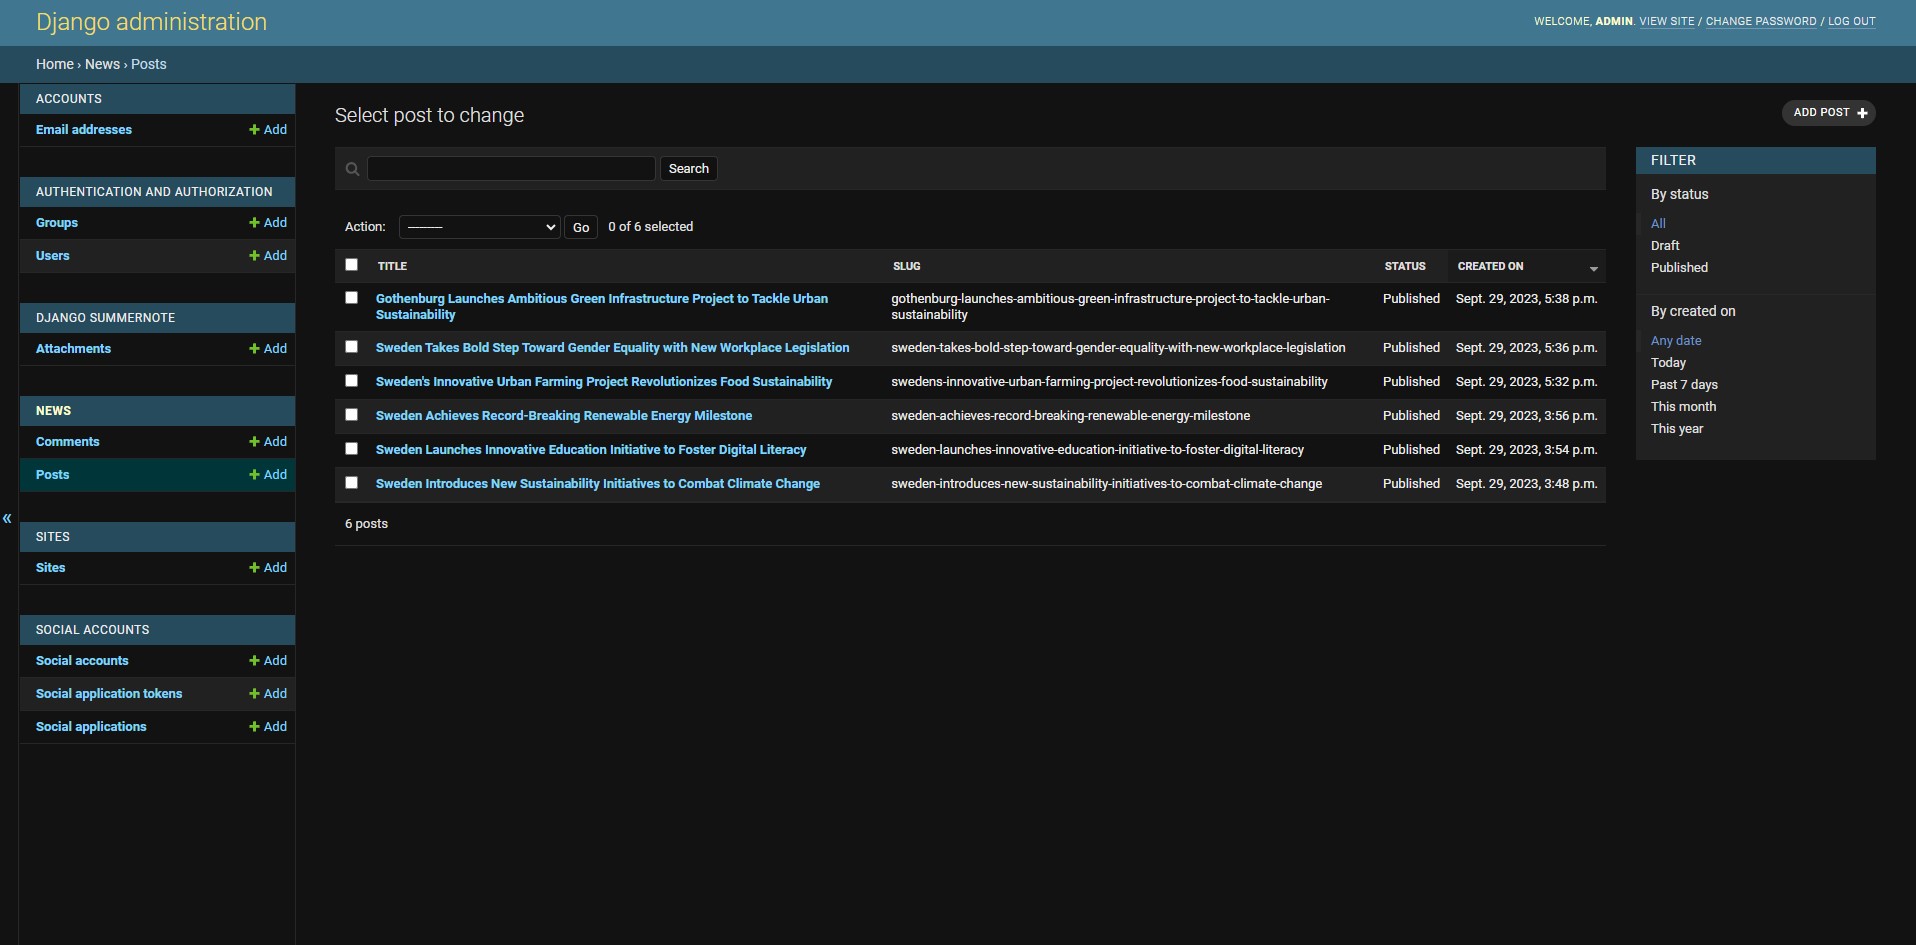 Django administration
WELCOME, ADMIN. VIEW SITE / CHANGE PASSWORD / LOG OUT
Home › News › Posts
ACCOUNTS
Email addresses Add
AUTHENTICATION AND AUTHORIZATION
Groups Add
Users Add
DJANGO SUMMERNOTE
Attachments Add
NEWS
Comments Add
Posts Add
SITES
Sites Add
SOCIAL ACCOUNTS
Social accounts Add
Social application tokens Add
Social applications Add
«
Select post to change
ADD POST
Search
Action: --------- Go 0 of 6 selected
TITLE SLUG STATUS CREATED ON
Gothenburg Launches Ambitious Green Infrastructure Project to Tackle Urban
Sustainability
gothenburg-launches-ambitious-green-infrastructure-project-to-tackle-urban-
sustainability
Published Sept. 29, 2023, 5:38 p.m.
Sweden Takes Bold Step Toward Gender Equality with New Workplace Legislation sweden-takes-bold-step-toward-gender-equality-with-new-workplace-legislation Published Sept. 29, 2023, 5:36 p.m.
Sweden's Innovative Urban Farming Project Revolutionizes Food Sustainability swedens-innovative-urban-farming-project-revolutionizes-food-sustainability Published Sept. 29, 2023, 5:32 p.m.
Sweden Achieves Record-Breaking Renewable Energy Milestone sweden-achieves-record-breaking-renewable-energy-milestone Published Sept. 29, 2023, 3:56 p.m.
Sweden Launches Innovative Education Initiative to Foster Digital Literacy sweden-launches-innovative-education-initiative-to-foster-digital-literacy Published Sept. 29, 2023, 3:54 p.m.
Sweden Introduces New Sustainability Initiatives to Combat Climate Change sweden-introduces-new-sustainability-initiatives-to-combat-climate-change Published Sept. 29, 2023, 3:48 p.m.
6 posts
FILTER
By status
All
Draft
Published
By created on
Any date
Today
Past 7 days
This month
This year